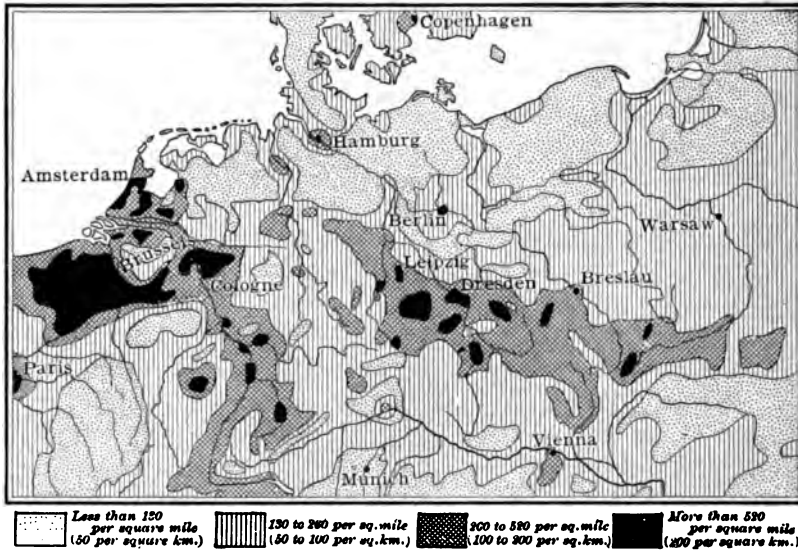 Copenhagen
Hamburg
Amsterdam
Berlin
Warsaw
Brussels
Leipzig
Cologne
Dresden
Breslau
Paris
Vienna
Munich
Less than 130
per square mile
(50 per square km.)
130 to 260 per sq.mile
(50 to 100 per sq.km.)
260 to 520 per sq.mile
(100 to 200 per sq.km.)
More than 520
per square mile
(200 per square km.)